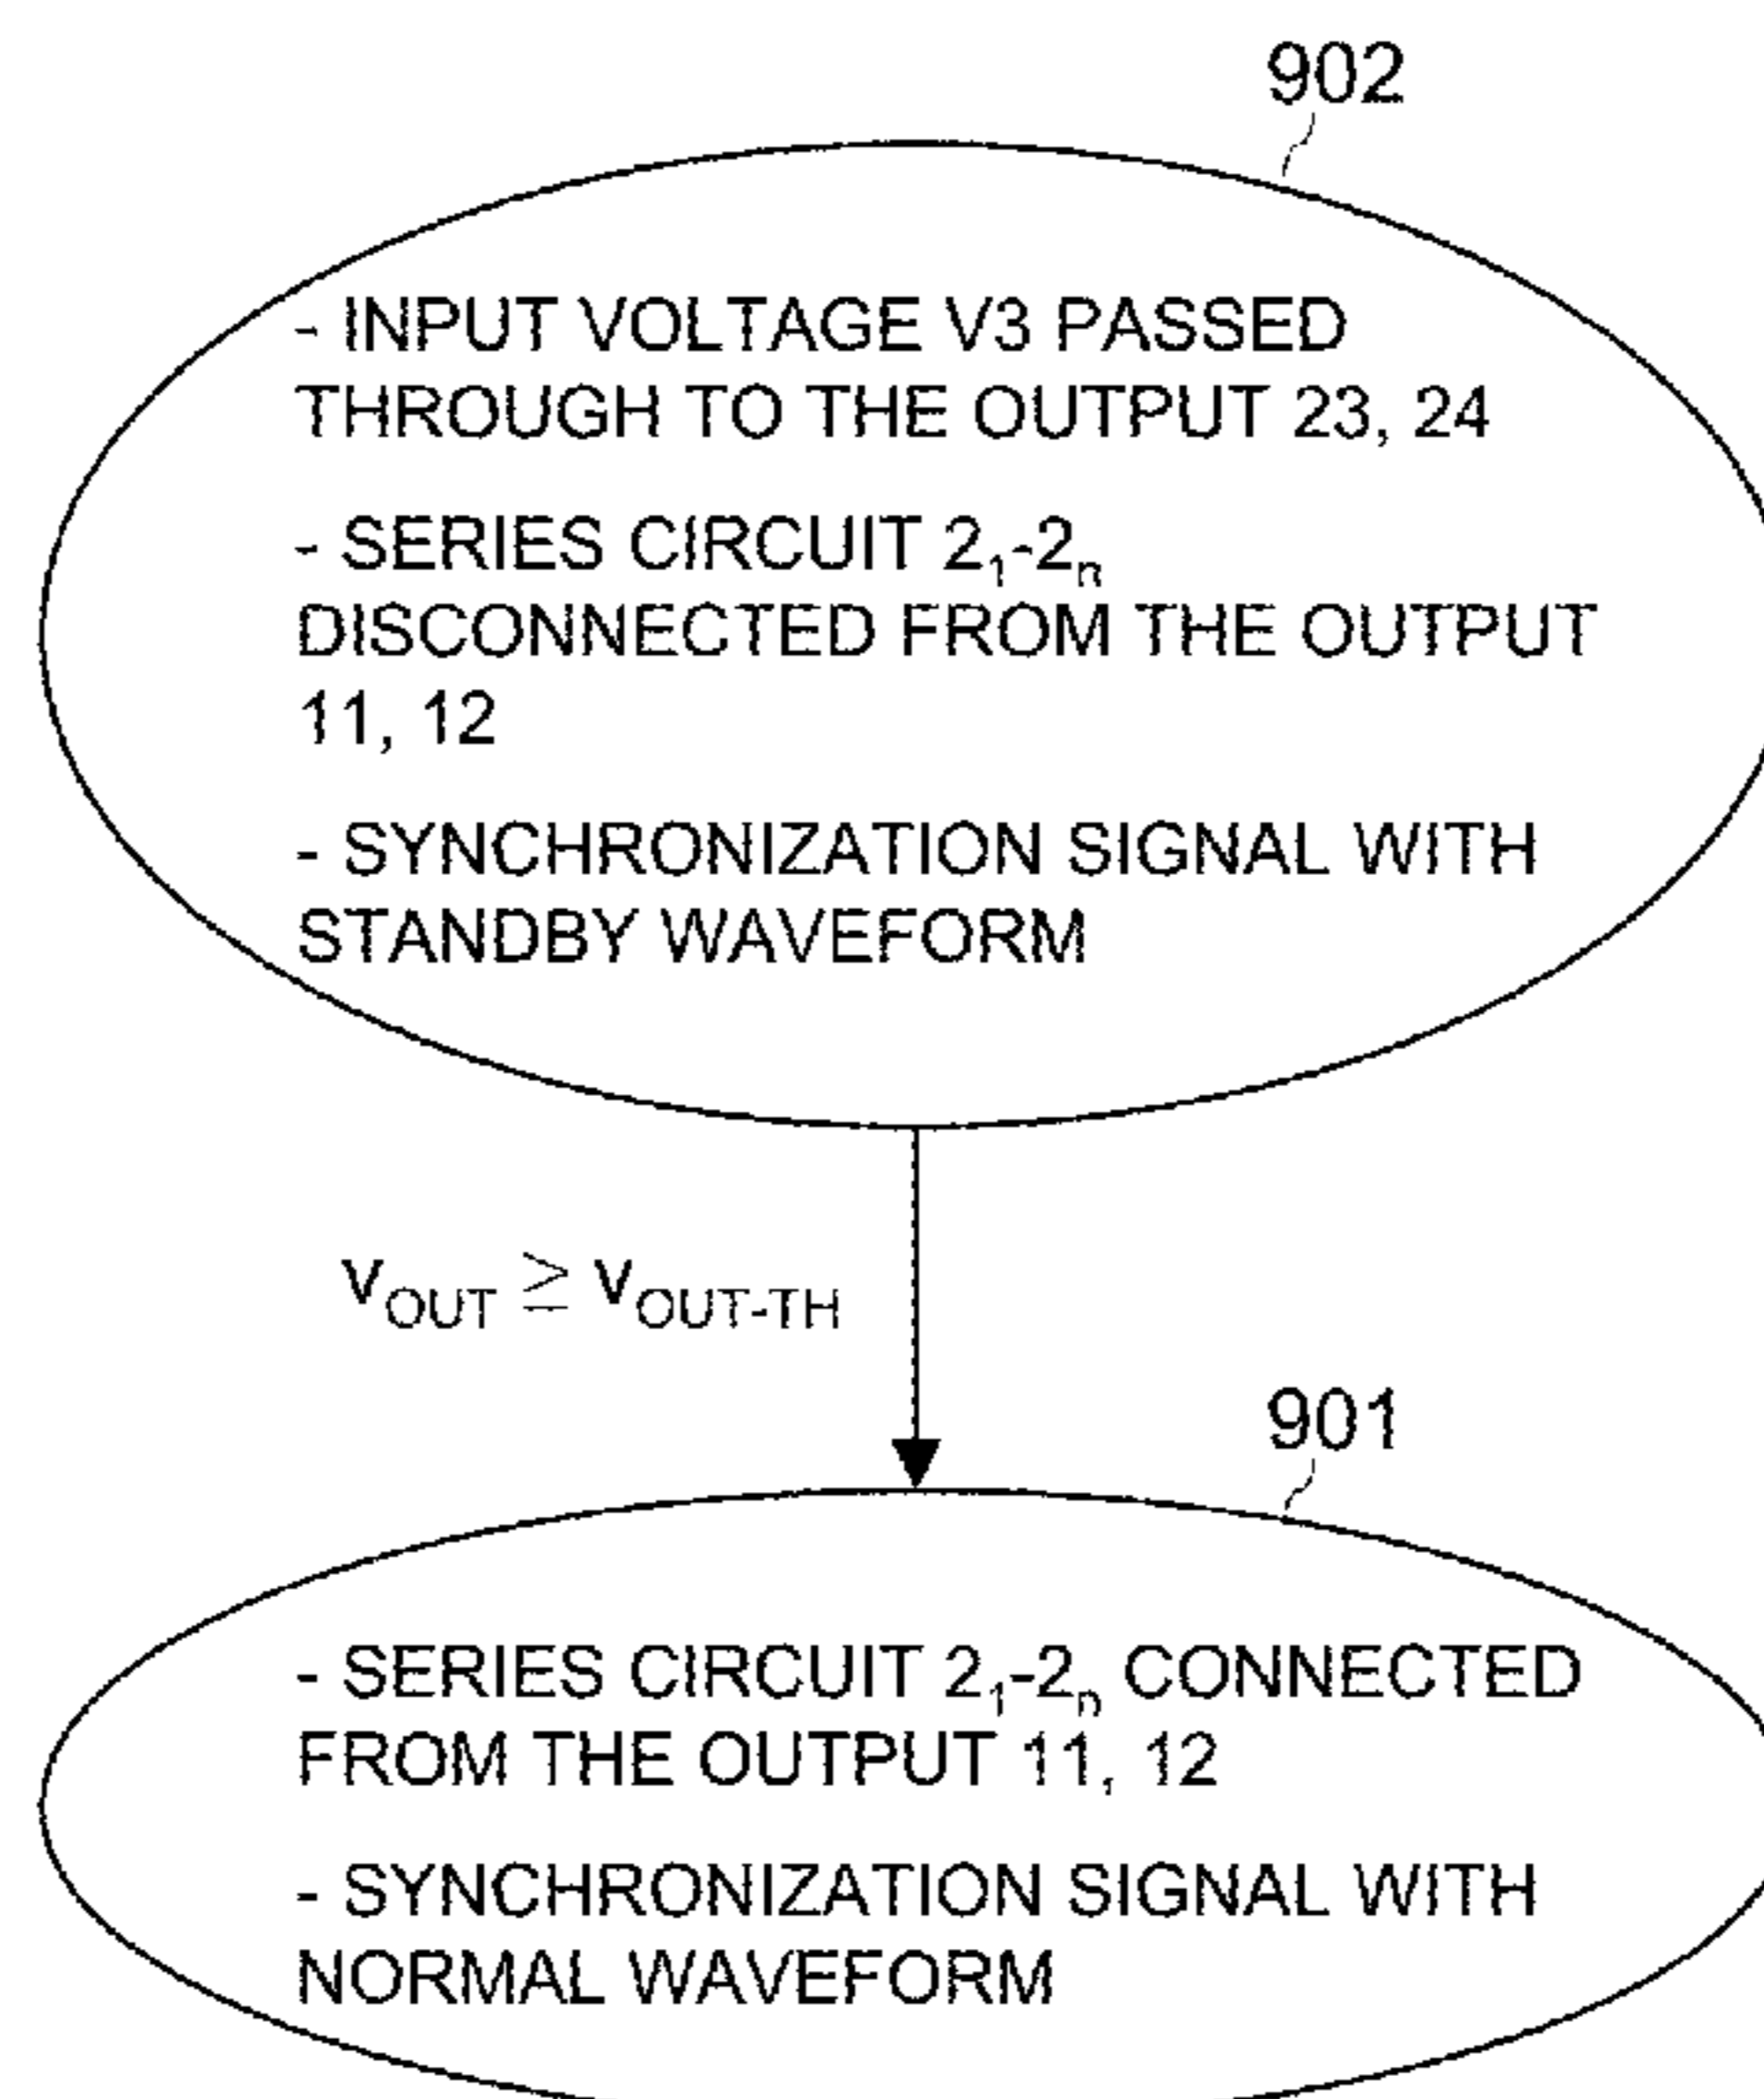 902
- INPUT VOLTAGE V3 PASSED
THROUGH TO THE OUTPUT 23, 24
- SERIES CIRCUIT 2₁-2ₙ
DISCONNECTED FROM THE OUTPUT
11, 12
- SYNCHRONIZATION SIGNAL WITH
STANDBY WAVEFORM
V_OUT ≧ V_OUT-TH
901
- SERIES CIRCUIT 2₁-2ₙ CONNECTED
FROM THE OUTPUT 11, 12
- SYNCHRONIZATION SIGNAL WITH
NORMAL WAVEFORM